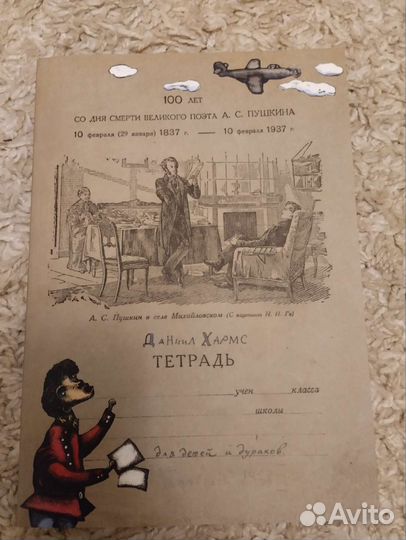 100 ЛЕТ
СО ДНЯ СМЕРТИ ВЕЛИКОГО ПОЭТА А. С. ПУШКИНА
10 февраля (29 января) 1837 г. — 10 февраля 1937 г.
А. С. Пушкин в селе Михайловском (С картины Н. Н. Ге)
ДАНИИЛ ХАРМС
ТЕТРАДЬ
учен класса
школы
для детей и дураков
Avito